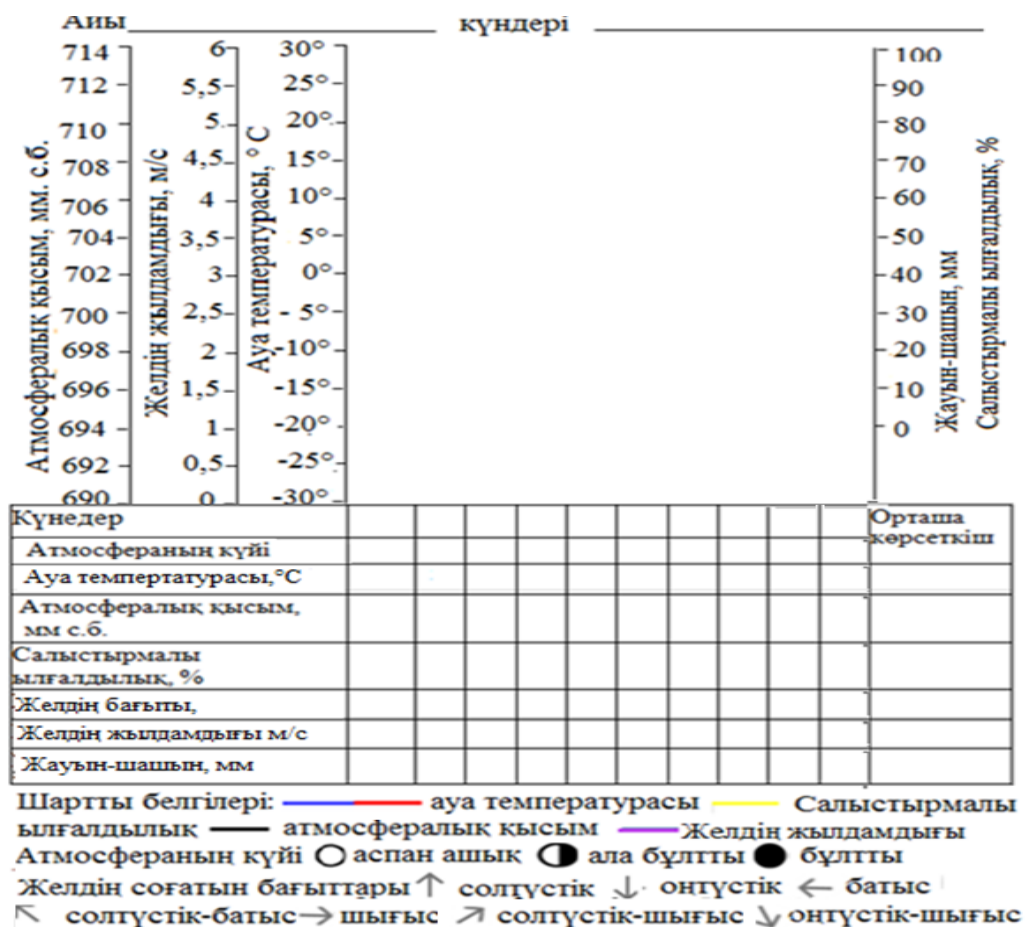 Айы күндері
714 6 30° 100
712 5,5 25° 90
710 5 20° 80
708 4,5 15° 70
706 4 10° 60
704 3,5 5° 50
702 3 0° 40
700 2,5 - 5° 30
698 2 -10° 20
696 1,5 -15° 10
694 1 -20° 0
692 0,5 -25°
690 0 -30°
Атмосфералық қысым, мм. с.б.
Желдің жылдамдығы, м/с
Ауа температурасы, ° С
Жауын-шашын, мм
Салыстырмалы ылғалдылық, %
Күнедер
Орташа
көрсеткіш
Атмосфераның күйі
Ауа темпертатурасы,°С
Атмосфералық қысым,
мм с.б.
Салыстырмалы
ылғалдылық, %
Желдің бағыты,
Желдің жылдамдығы м/с
Жауын-шашын, мм
Шартты белгілері: ауа температурасы Салыстырмалы
ылғалдылық атмосфералық қысым Желдің жылдамдығы
Атмосфераның күйі аспан ашық ала бұлтты бұлтты
Желдің соғатын бағыттары ↑ солтүстік ↓ оңтүстік ← батыс
↖ солтүстік-батыс → шығыс ↗ солтүстік-шығыс ↘ оңтүстік-шығыс